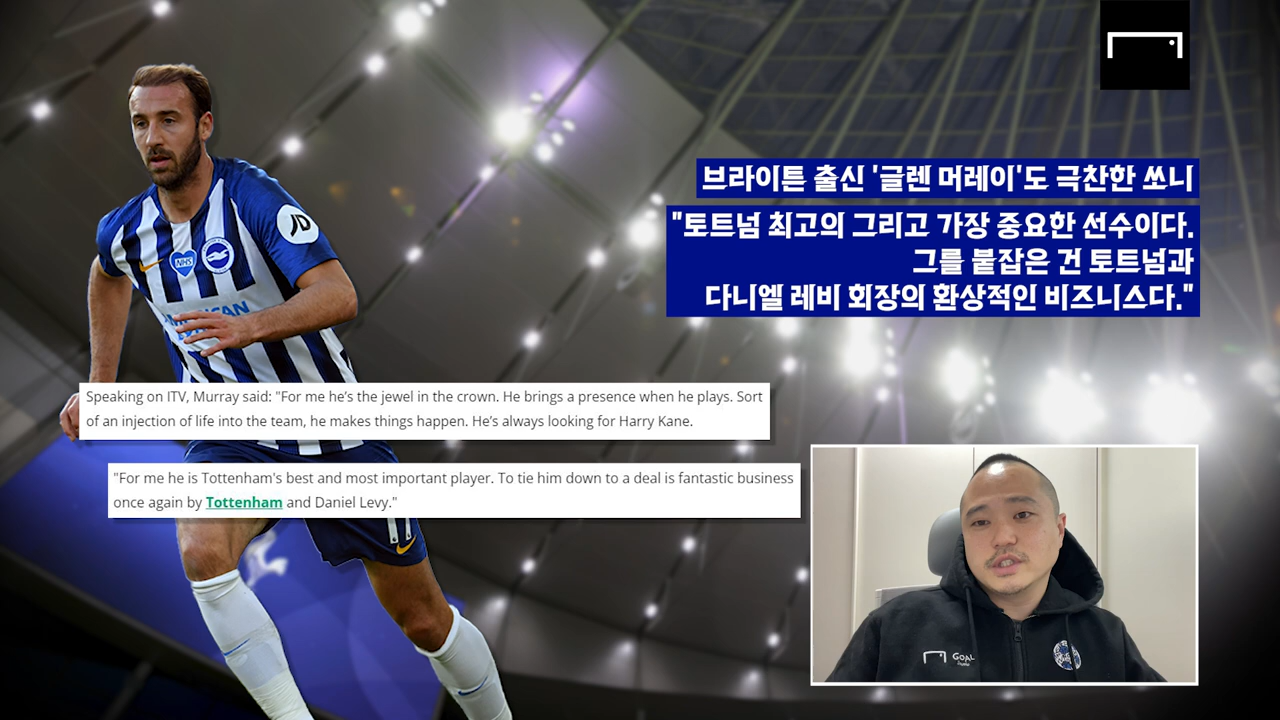 브라이튼 출신 '글렌 머레이'도 극찬한 쏘니
"토트넘 최고의 그리고 가장 중요한 선수이다.
그를 붙잡은 건 토트넘과
다니엘 레비 회장의 환상적인 비즈니스다."
JD
NHS
Speaking on ITV, Murray said: "For me he's the jewel in the crown. He brings a presence when he plays. Sort
of an injection of life into the team, he makes things happen. He's always looking for Harry Kane.
"For me he is Tottenham's best and most important player. To tie him down to a deal is fantastic business
once again by Tottenham and Daniel Levy."
GOAL